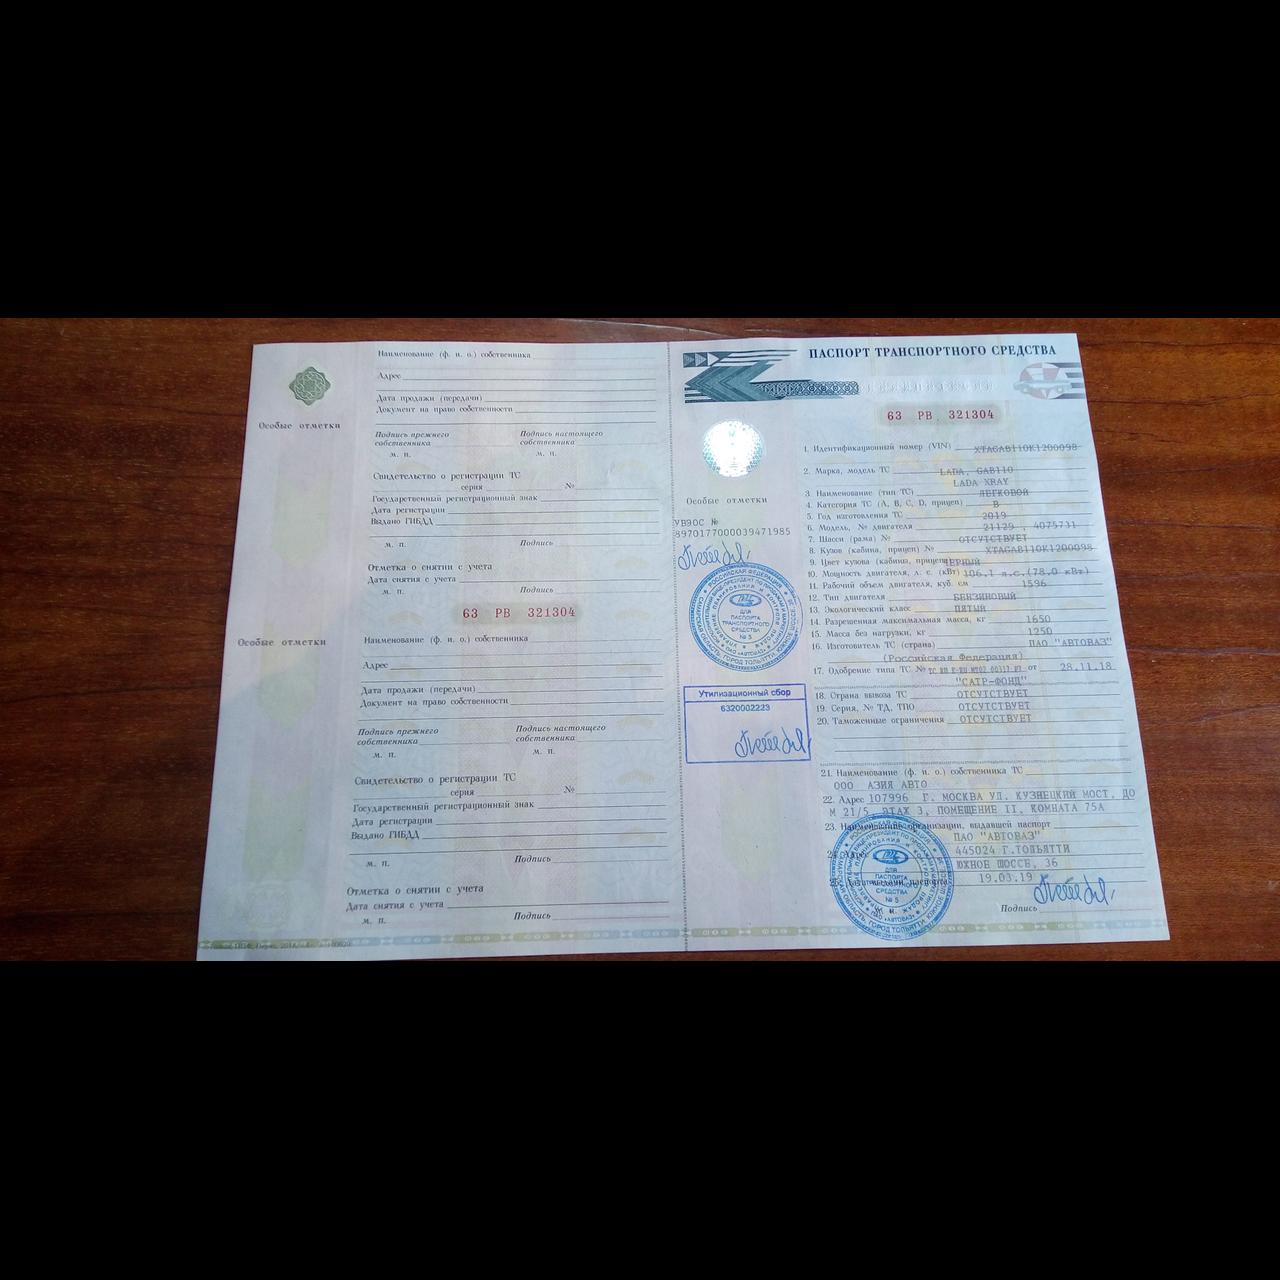 Особые отметки
Наименование (ф. и. о.) собственника
Адрес
Дата продажи (передачи)
Документ на право собственности
Подпись прежнего собственника
Подпись настоящего собственника
м. п.
м. п.
Свидетельство о регистрации ТС
серия №
Государственный регистрационный знак
Дата регистрации
Выдано ГИБДД
м. п.
Подпись
Отметка о снятии с учета
Дата снятия с учета
м. п.
Подпись
63 РВ 321304
Особые отметки
Наименование (ф. и. о.) собственника
Адрес
Дата продажи (передачи)
Документ на право собственности
Подпись прежнего собственника
Подпись настоящего собственника
м. п.
м. п.
Свидетельство о регистрации ТС
серия №
Государственный регистрационный знак
Дата регистрации
Выдано ГИБДД
м. п.
Подпись
Отметка о снятии с учета
Дата снятия с учета
м. п.
Подпись
ПАСПОРТ ТРАНСПОРТНОГО СРЕДСТВА
63 РВ 321304
Особые отметки
УВЭОС №
8970177000039471985
РОССИЙСКАЯ ФЕДЕРАЦИЯ
ДЛЯ
ПАСПОРТА
ТРАНСПОРТНОГО
СРЕДСТВА
№ 5
Утилизационный сбор
6320002223
1. Идентификационный номер (VIN) XTAGAB110K1200098
2. Марка, модель ТС LADA, GAB110
LADA XRAY
3. Наименование (тип ТС) ЛЕГКОВОЙ
4. Категория ТС (A, B, C, D, прицеп) B
5. Год изготовления ТС 2019
6. Модель, № двигателя 21129 , 4075731
7. Шасси (рама) № ОТСУТСТВУЕТ
8. Кузов (кабина, прицеп) № XTAGAB110K1200098
9. Цвет кузова (кабины, прицепа) ЧЕРНЫЙ
10. Мощность двигателя, л. с. (кВт) 106.1 л.с.(78.0 кВт)
11. Рабочий объем двигателя, куб. см 1596
12. Тип двигателя БЕНЗИНОВЫЙ
13. Экологический класс ПЯТЫЙ
14. Разрешенная максимальная масса, кг 1650
15. Масса без нагрузки, кг 1250
16. Изготовитель ТС (страна) ПАО "АВТОВАЗ"
(Российская Федерация)
17. Одобрение типа ТС № от 28.11.18
"САТР-ФОНД"
18. Страна вывоза ТС ОТСУТСТВУЕТ
19. Серия, № ТД, ТПО ОТСУТСТВУЕТ
20. Таможенные ограничения ОТСУТСТВУЕТ
21. Наименование (ф. и. о.) собственника ТС
ООО АЗИЯ АВТО
22. Адрес 107996 Г. МОСКВА УЛ. КУЗНЕЦКИЙ МОСТ, ДО
М 21/5, ЭТАЖ 3, ПОМЕЩЕНИЕ II, КОМНАТА 75А
23. Наименование организации, выдавшей паспорт
ПАО "АВТОВАЗ"
24. Адрес 445024 Г.ТОЛЬЯТТИ
ЮЖНОЕ ШОССЕ, 36
25. Дата выдачи паспорта 19.03.19
ДЛЯ
ПАСПОРТА
ТРАНСПОРТНОГО
СРЕДСТВА
№ 5
Подпись